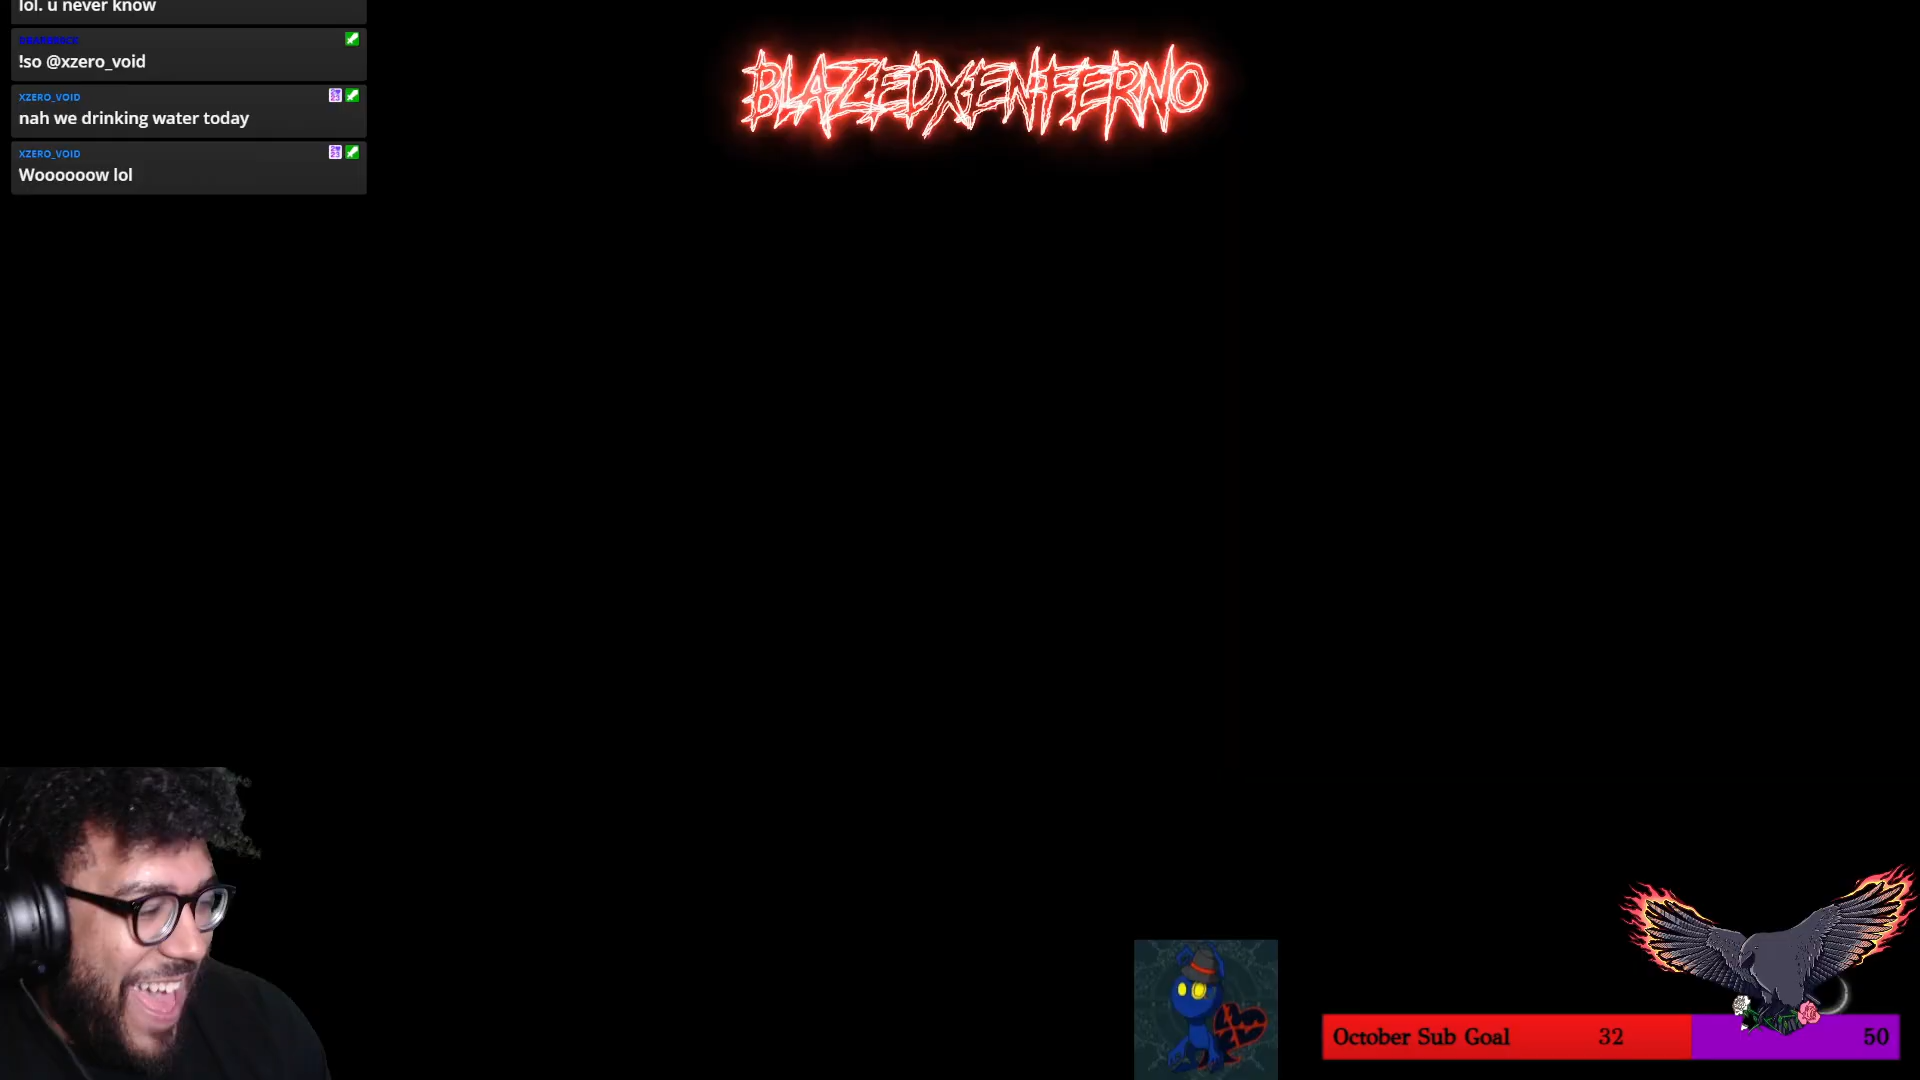 lol. u never know
!so @xzero_void
XZERO_VOID
nah we drinking water today
XZERO_VOID
Woooooow lol
BLAZEDXENFERNO
October Sub Goal 32 50